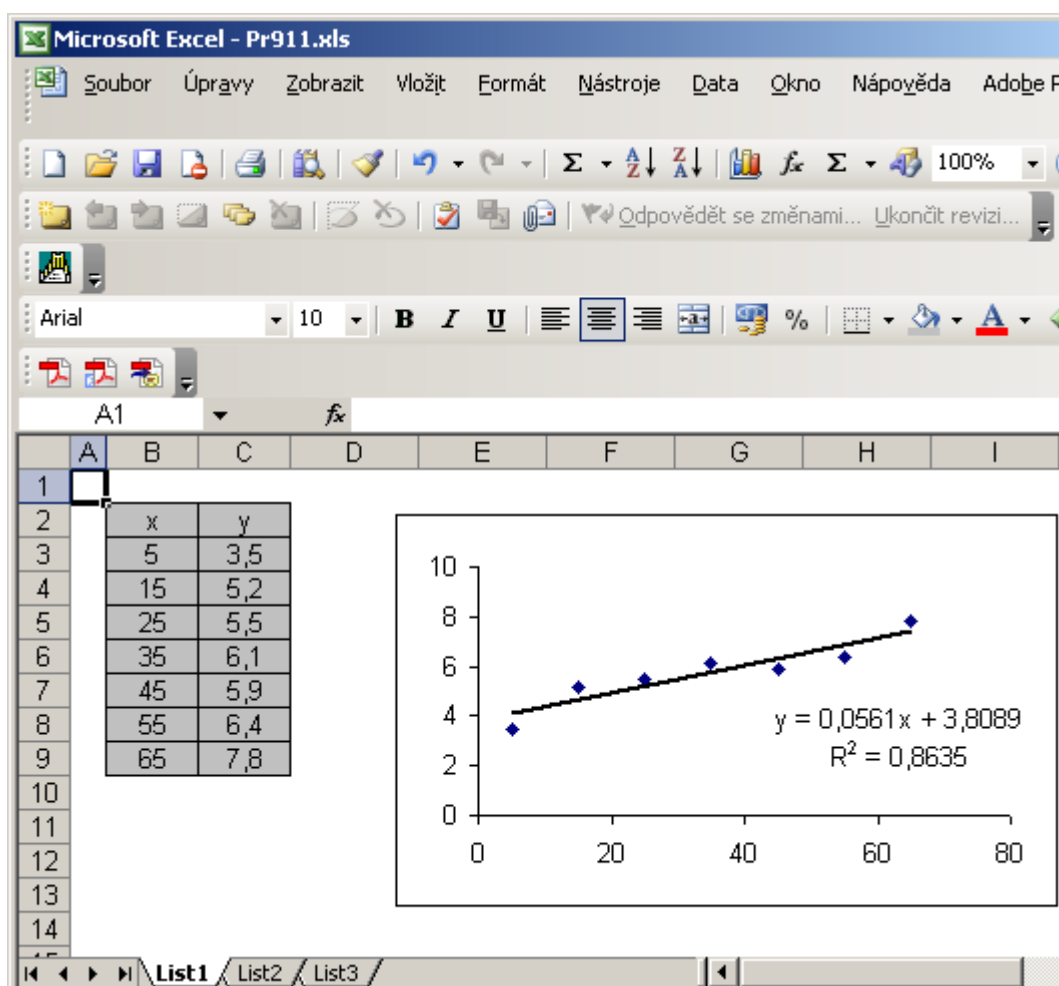 Microsoft Excel - Pr911.xls
Soubor Úpravy Zobrazit Vložit Formát Nástroje Data Okno Nápověda Adobe P
100%
Odpovědět se změnami... Ukončit revizi...
Arial 10 B I U %
A1 fx
A B C D E F G H I
1
2 x y
3 5 3,5
4 15 5,2
5 25 5,5
6 35 6,1
7 45 5,9
8 55 6,4
9 65 7,8
10
11
12
13
14
10
8
6
4
2
0
0 20 40 60 80
y = 0,0561x + 3,8089
R² = 0,8635
List1 List2 List3